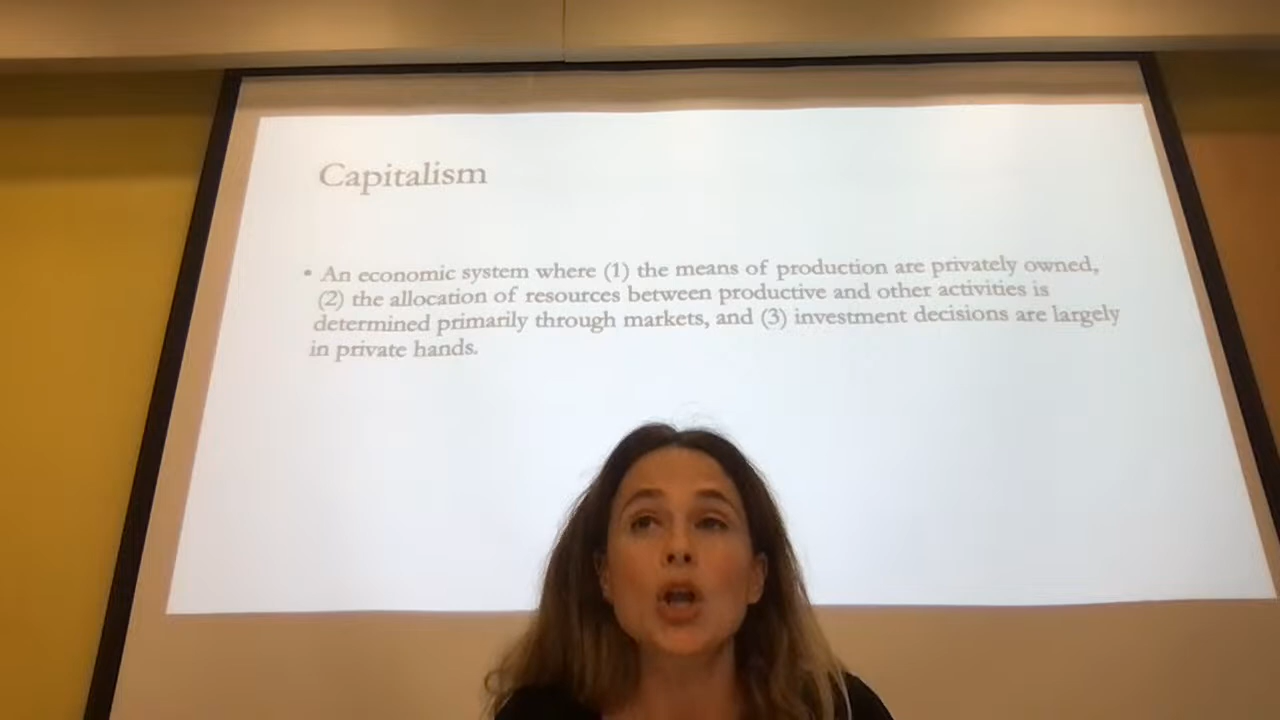 Capitalism
• An economic system where (1) the means of production are privately owned,
(2) the allocation of resources between productive and other activities is
determined primarily through markets, and (3) investment decisions are largely
in private hands.